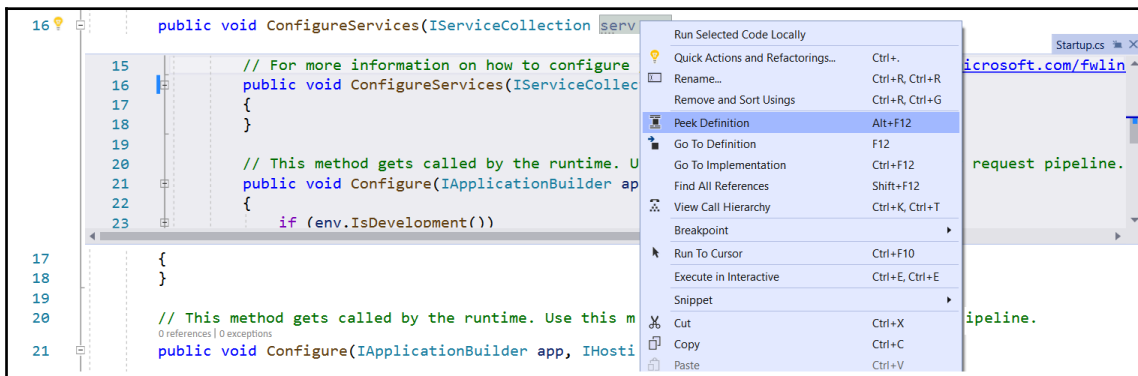 16 public void ConfigureServices(IServiceCollection serv
Startup.cs
15 // For more information on how to configure icrosoft.com/fwlin
16 public void ConfigureServices(IServiceCollec
17 {
18 }
19
20 // This method gets called by the runtime. U request pipeline.
21 public void Configure(IApplicationBuilder ap
22 {
23 if (env.IsDevelopment())
17 {
18 }
19
20 // This method gets called by the runtime. Use this m ipeline.
0 references | 0 exceptions
21 public void Configure(IApplicationBuilder app, IHosti
Run Selected Code Locally
Quick Actions and Refactorings... Ctrl+.
Rename... Ctrl+R, Ctrl+R
Remove and Sort Usings Ctrl+R, Ctrl+G
Peek Definition Alt+F12
Go To Definition F12
Go To Implementation Ctrl+F12
Find All References Shift+F12
View Call Hierarchy Ctrl+K, Ctrl+T
Breakpoint
Run To Cursor Ctrl+F10
Execute in Interactive Ctrl+E, Ctrl+E
Snippet
Cut Ctrl+X
Copy Ctrl+C
Paste Ctrl+V